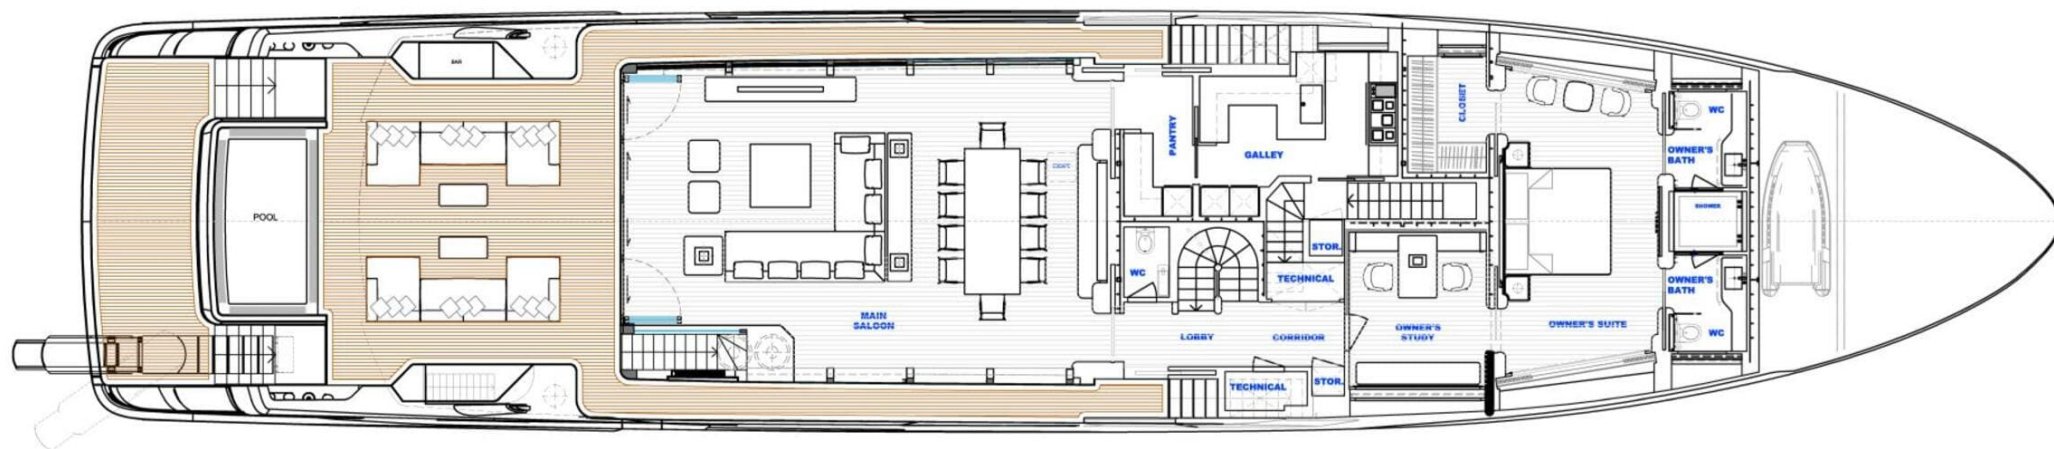 BAR
POOL
MAIN
SALOON
PANTRY
GALLEY
WC
STOR.
TECHNICAL
LOBBY
CORRIDOR
TECHNICAL
STOR.
CLOSIET
OWNER'S
STUDY
OWNER'S SUITE
WC
OWNER'S
BATH
SHOWER
OWNER'S
BATH
WC